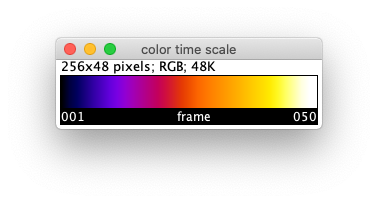 color time scale
256x48 pixels; RGB; 48K
001 frame 050